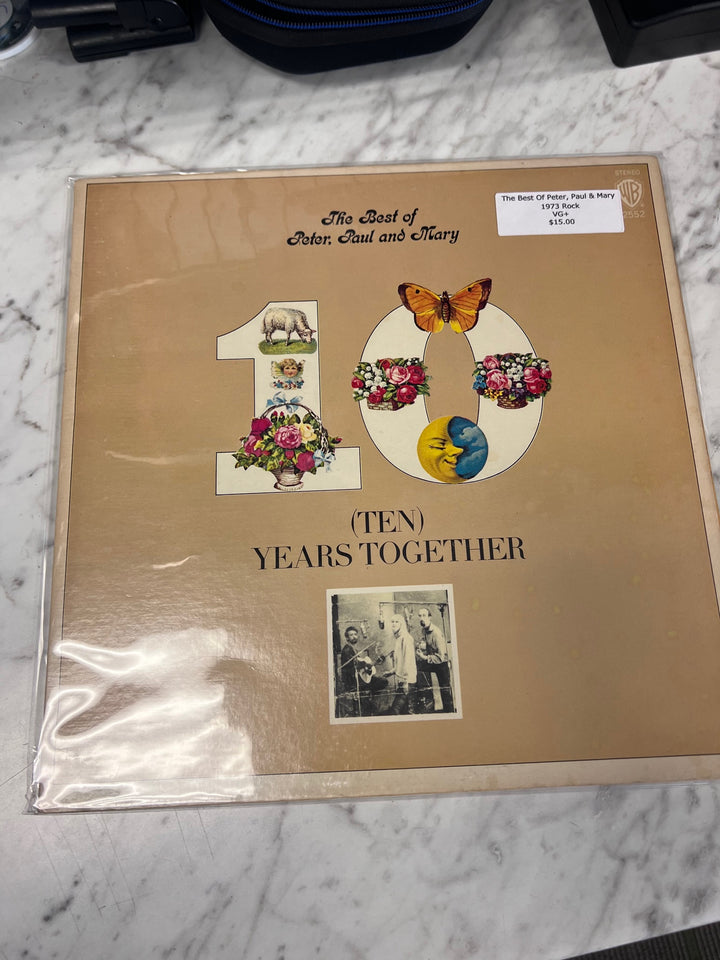 STEREO
WB
2552
The Best Of Peter, Paul & Mary
1973 Rock
VG+
$15.00
The Best of
Peter, Paul and Mary
10
(TEN)
YEARS TOGETHER